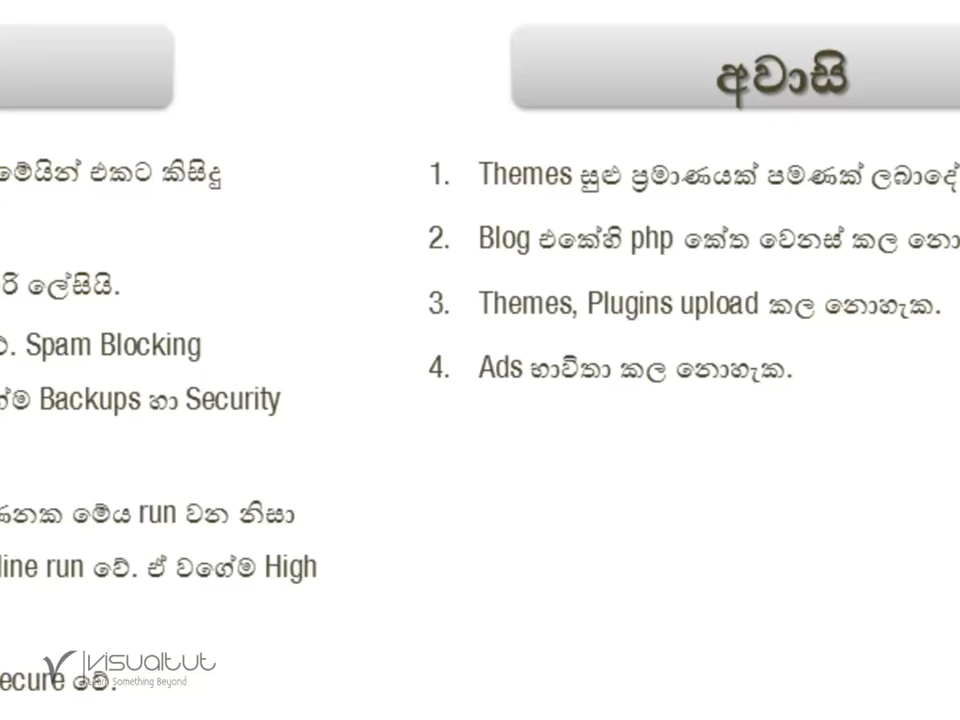 අවාසි
මේයින් එකට කිසිදු
ලේසියි.
Spam Blocking
Backups හා Security
මේය run වන නිසා
line run වේ. ඒ වගේම High
ecure වේ.
1. Themes සුළු ප්‍රමාණයක් පමණක් ලබාදේ
2. Blog එකේහි php කේත වෙනස් කල නො
3. Themes, Plugins upload කල නොහැක.
4. Ads භාවිතා කල නොහැක.
visualtut
Something Beyond